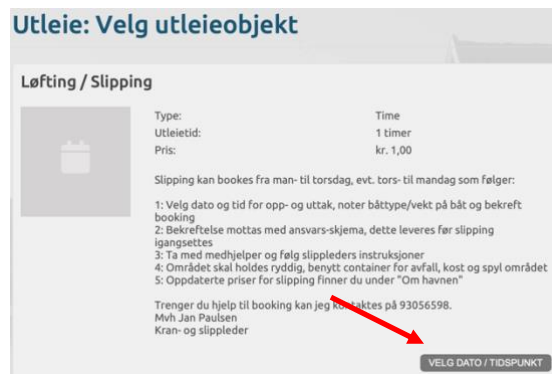 Utleie: Velg utleieobjekt
Løfting / Slipping
Type: Time
Utleietid: 1 timer
Pris: kr. 1,00
Slipping kan bookes fra man- til torsdag, evt. tors- til mandag som følger:
1: Velg dato og tid for opp- og uttak, noter båttype/vekt på båt og bekreft
booking
2: Bekreftelse mottas med ansvars-skjema, dette leveres før slipping
igangsettes
3: Ta med medhjelper og følg slippleders instruksjoner
4: Området skal holdes ryddig, benytt container for avfall, kost og spyl området
5: Oppdaterte priser for slipping finner du under "Om havnen"
Trenger du hjelp til booking kan jeg kontaktes på 93056598.
Mvh Jan Paulsen
Kran- og slippleder
VELG DATO / TIDSPUNKT